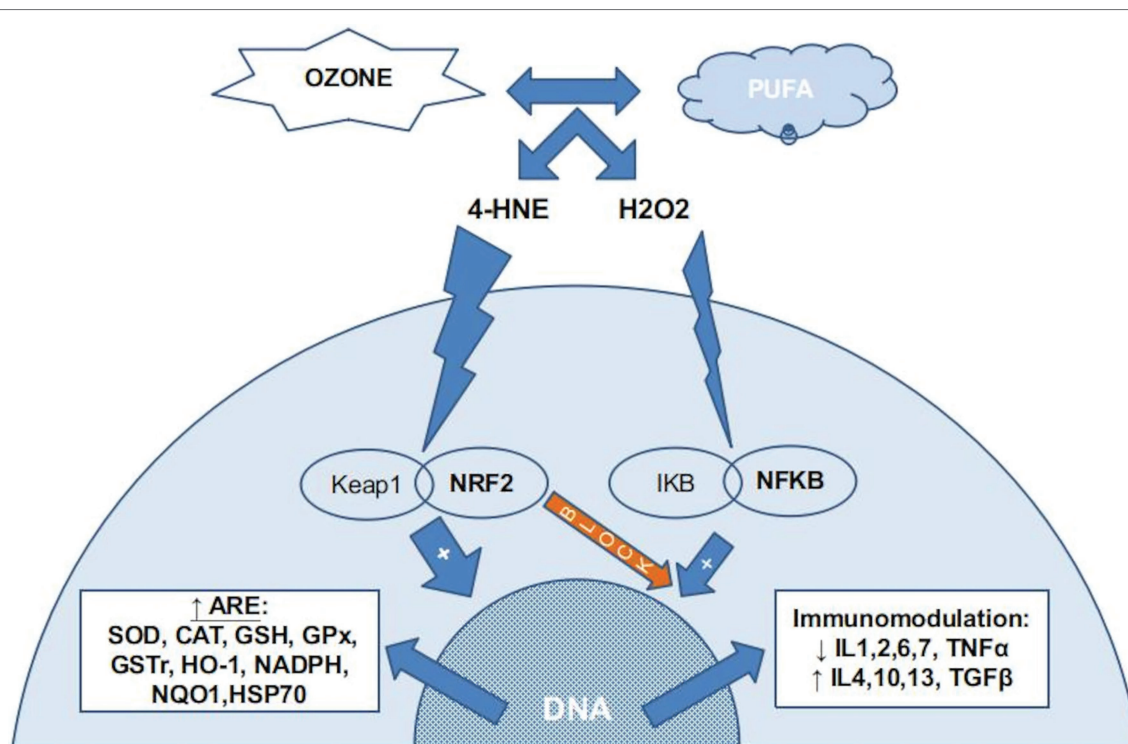 OZONE
PUFA
4-HNE
H2O2
Keap1
NRF2
IKB
NFKB
+
BLOCK
+
↑ ARE:
SOD, CAT, GSH, GPx,
GSTr, HO-1, NADPH,
NQO1,HSP70
Immunomodulation:
↓ IL1,2,6,7, TNFα
↑ IL4,10,13, TGFβ
DNA